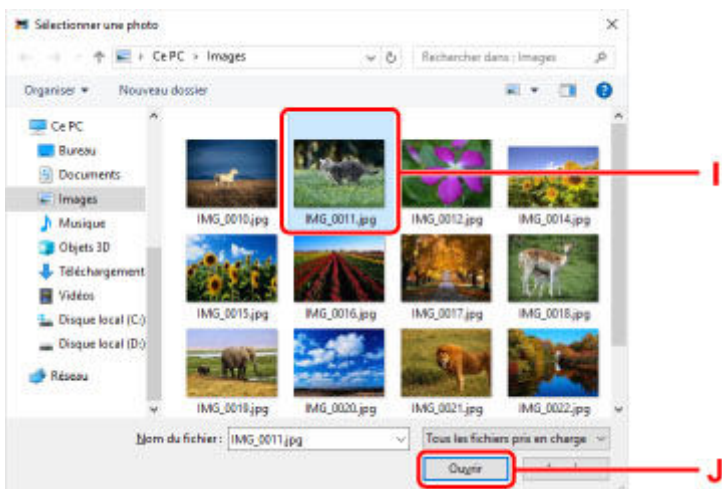 Sélectionner une photo
Ce PC › Images
Rechercher dans : Images
Organiser
Nouveau dossier
Ce PC
Bureau
Documents
Images
Musique
Objets 3D
Téléchargement
Vidéos
Disque local (C:)
Disque local (D:)
Réseau
IMG_0010.jpg
IMG_0011.jpg
IMG_0012.jpg
IMG_0014.jpg
IMG_0015.jpg
IMG_0016.jpg
IMG_0017.jpg
IMG_0018.jpg
IMG_0019.jpg
IMG_0020.jpg
IMG_0021.jpg
IMG_0022.jpg
I
Nom du fichier :
IMG_0011.jpg
Tous les fichiers pris en charge
Ouvrir
J